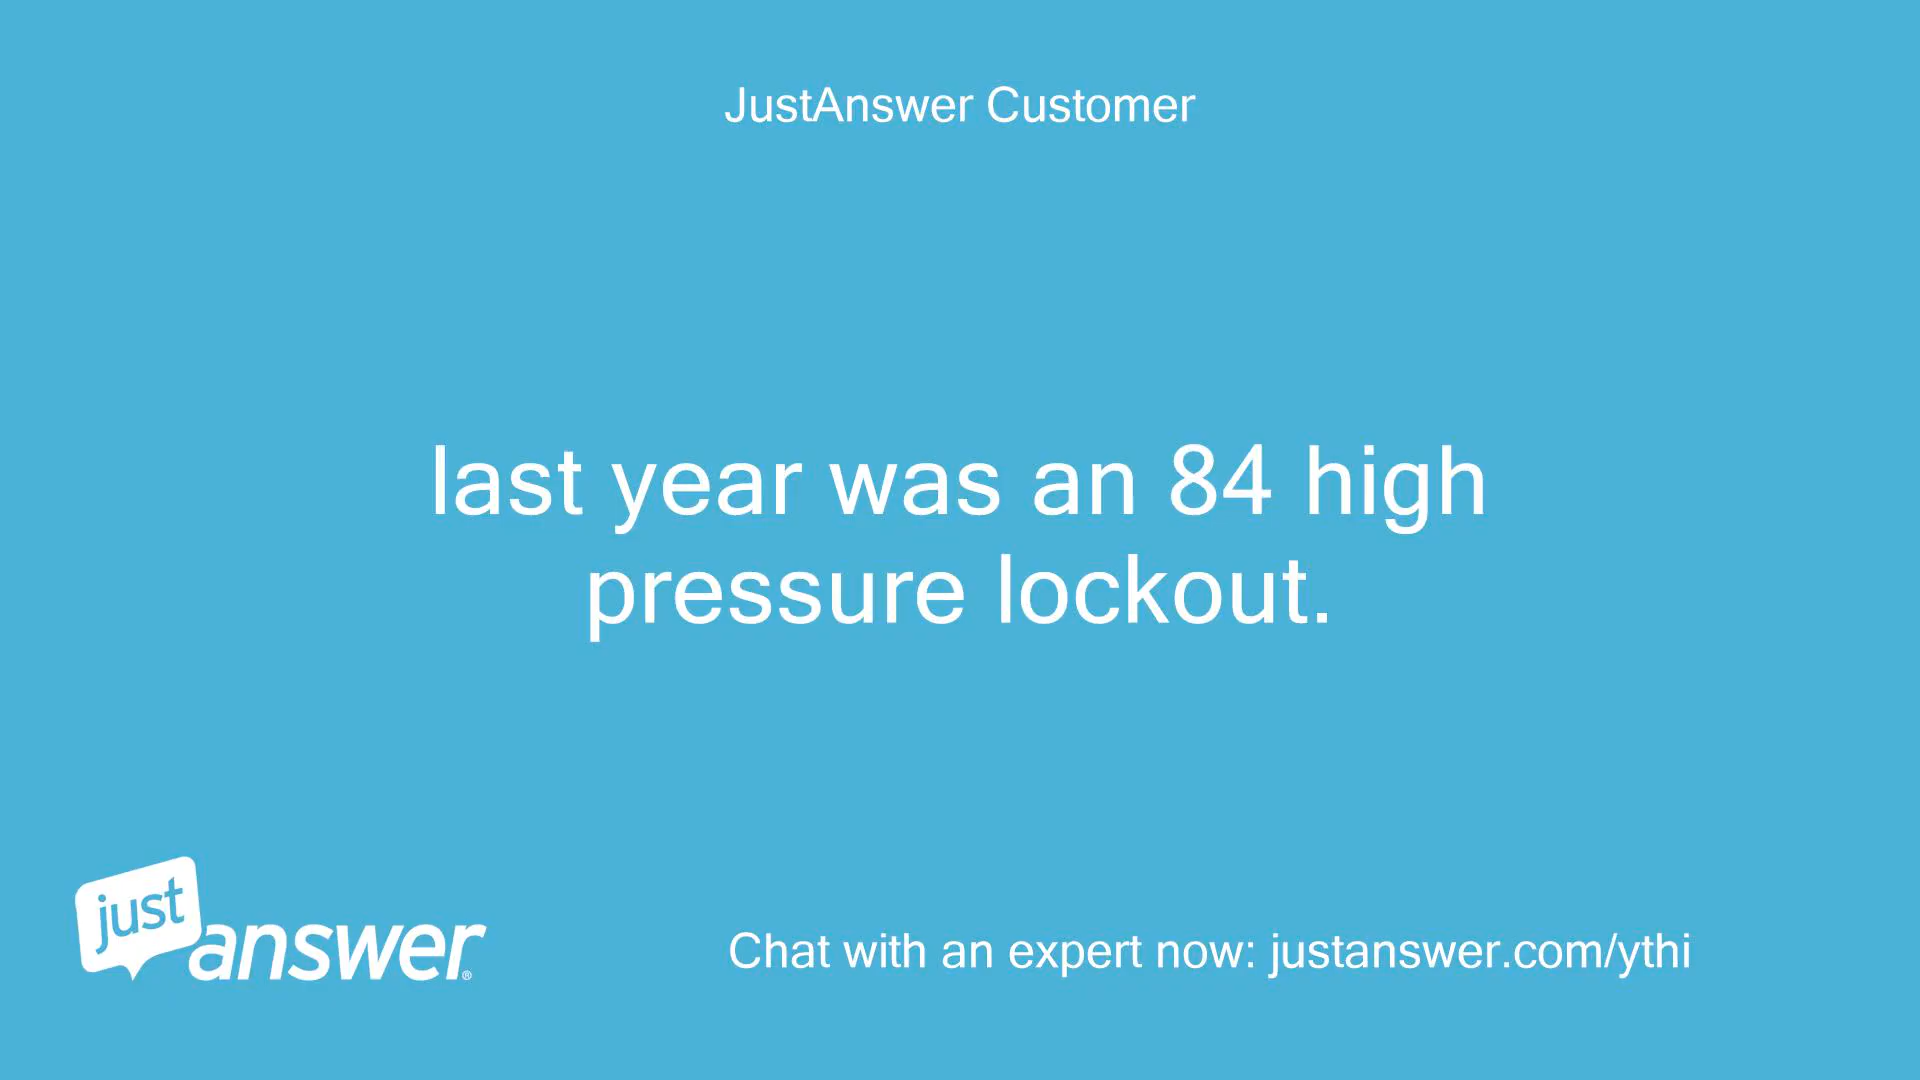 JustAnswer Customer
last year was an 84 high
pressure lockout.
just
answer®
Chat with an expert now: justanswer.com/ythi